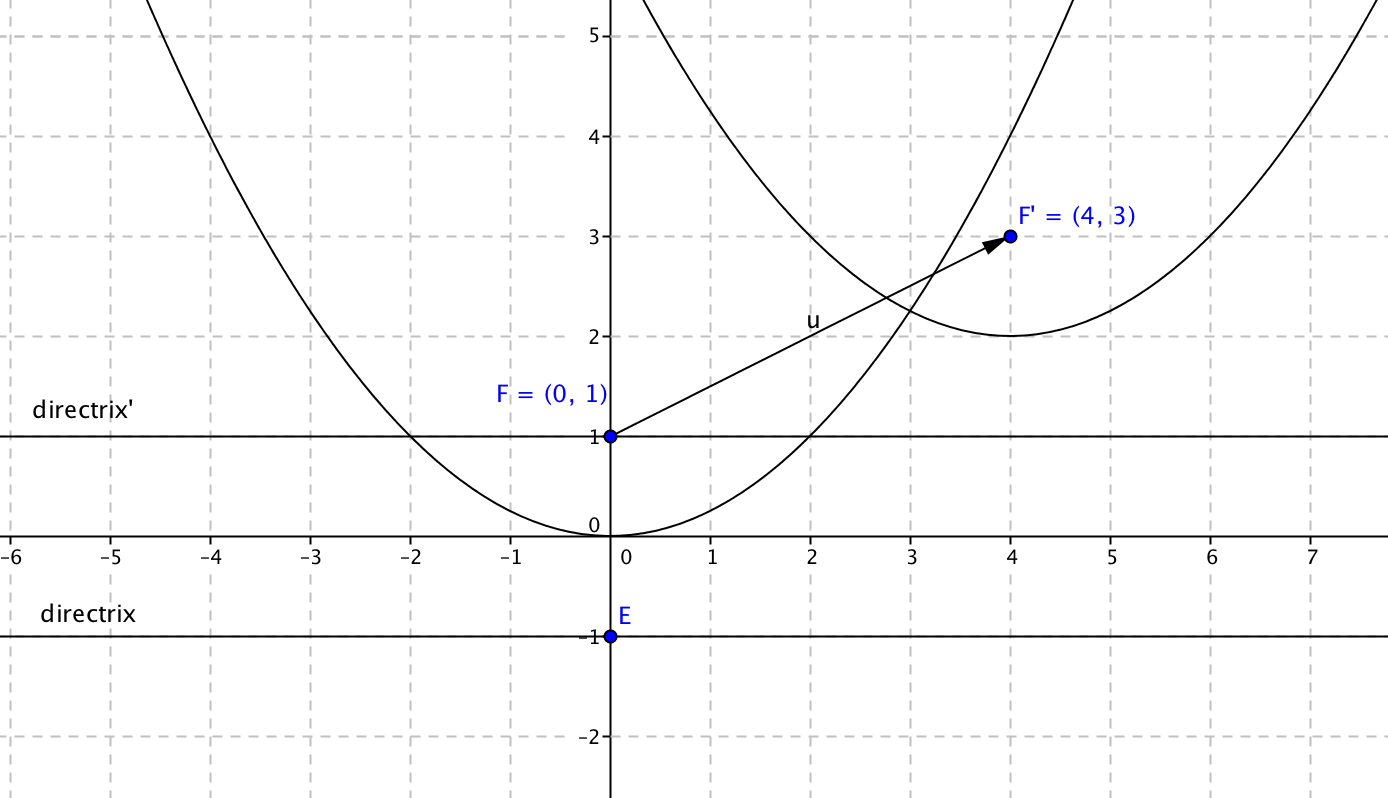 5
4
F' = (4, 3)
3
u
2
F = (0, 1)
directrix'
1
0
–6 –5 –4 –3 –2 –1 0 1 2 3 4 5 6 7
directrix
E
–1
–2